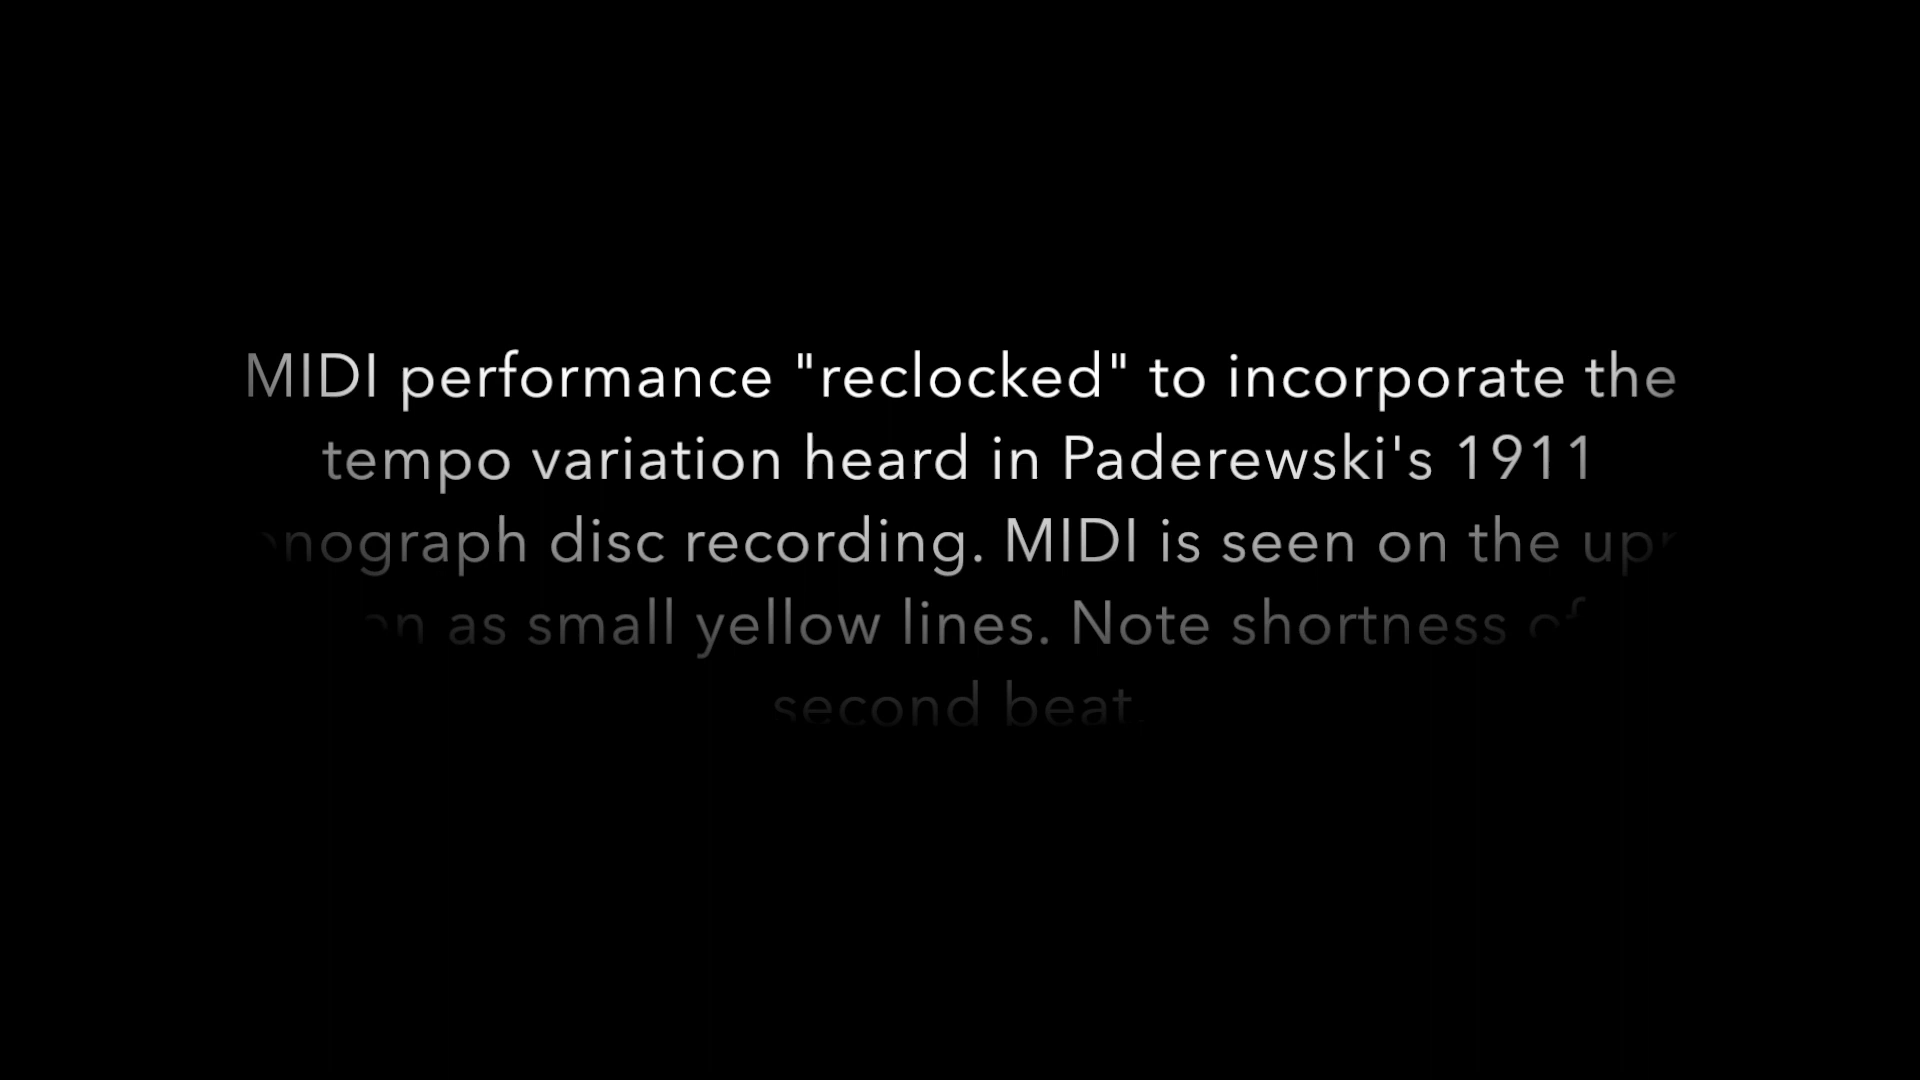 MIDI performance "reclocked" to incorporate the
tempo variation heard in Paderewski's 1911
disc recording. MIDI is seen on the
as small yellow lines. Note shortness of
second beat.